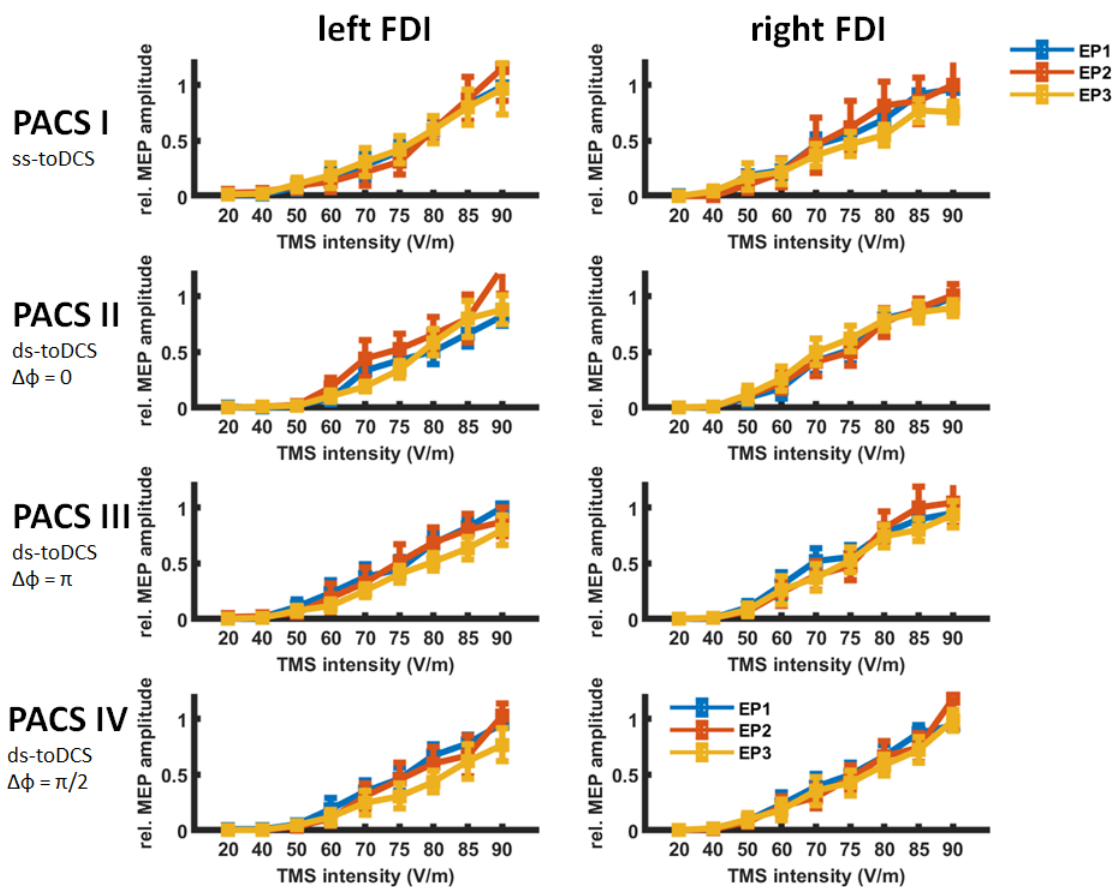 left FDI
right FDI
EP1
EP2
EP3
PACS I
ss-toDCS
rel. MEP amplitude
1
0.5
0
20 40 50 60 70 75 80 85 90
TMS intensity (V/m)
rel. MEP amplitude
1
0.5
0
20 40 50 60 70 75 80 85 90
TMS intensity (V/m)
PACS II
ds-toDCS
Δϕ = 0
rel. MEP amplitude
1
0.5
0
20 40 50 60 70 75 80 85 90
TMS intensity (V/m)
rel. MEP amplitude
1
0.5
0
20 40 50 60 70 75 80 85 90
TMS intensity (V/m)
PACS III
ds-toDCS
Δϕ = π
rel. MEP amplitude
1
0.5
0
20 40 50 60 70 75 80 85 90
TMS intensity (V/m)
rel. MEP amplitude
1
0.5
0
20 40 50 60 70 75 80 85 90
TMS intensity (V/m)
PACS IV
ds-toDCS
Δϕ = π/2
rel. MEP amplitude
1
0.5
0
20 40 50 60 70 75 80 85 90
TMS intensity (V/m)
rel. MEP amplitude
1
0.5
0
EP1
EP2
EP3
20 40 50 60 70 75 80 85 90
TMS intensity (V/m)